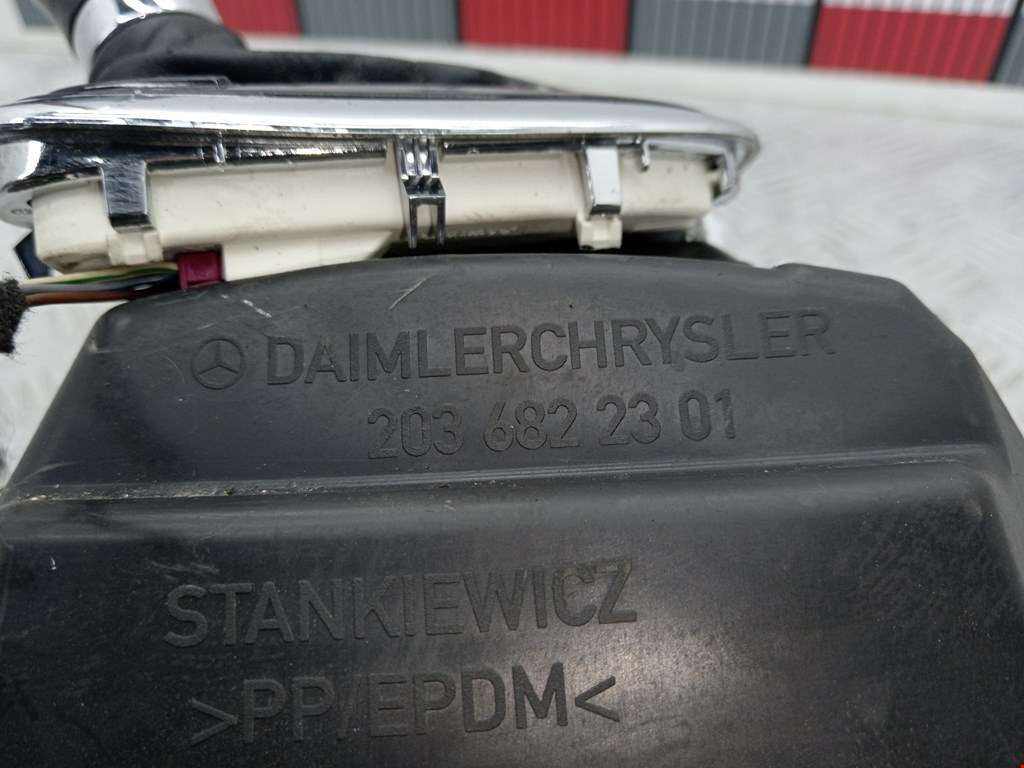 DAIMLERCHRYSLER
203 682 23 01
STANKIEWICZ
>PP/EPDM<